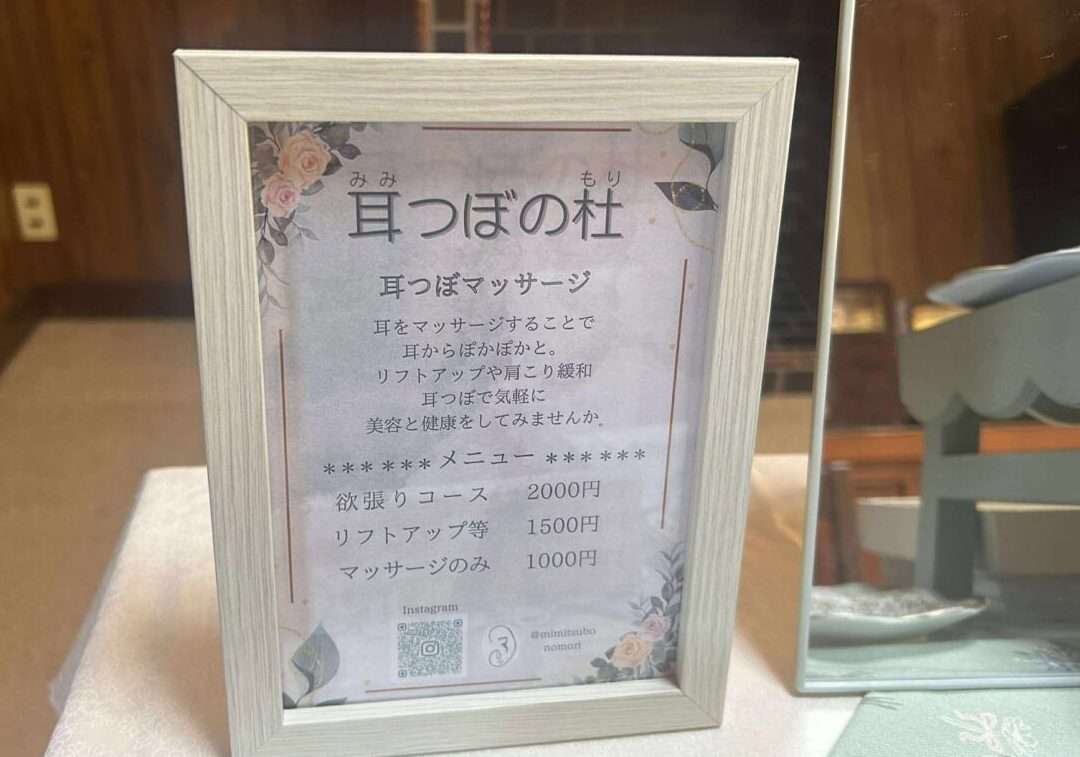 みみ もり
耳つぼの杜
耳つぼマッサージ
耳をマッサージすることで
耳からぽかぽかと。
リフトアップや肩こり緩和
耳つぼで気軽に
美容と健康をしてみませんか。
******メニュー******
欲張りコース 2000円
リフトアップ等 1500円
マッサージのみ 1000円
Instagram
@mimitsubo
nomori